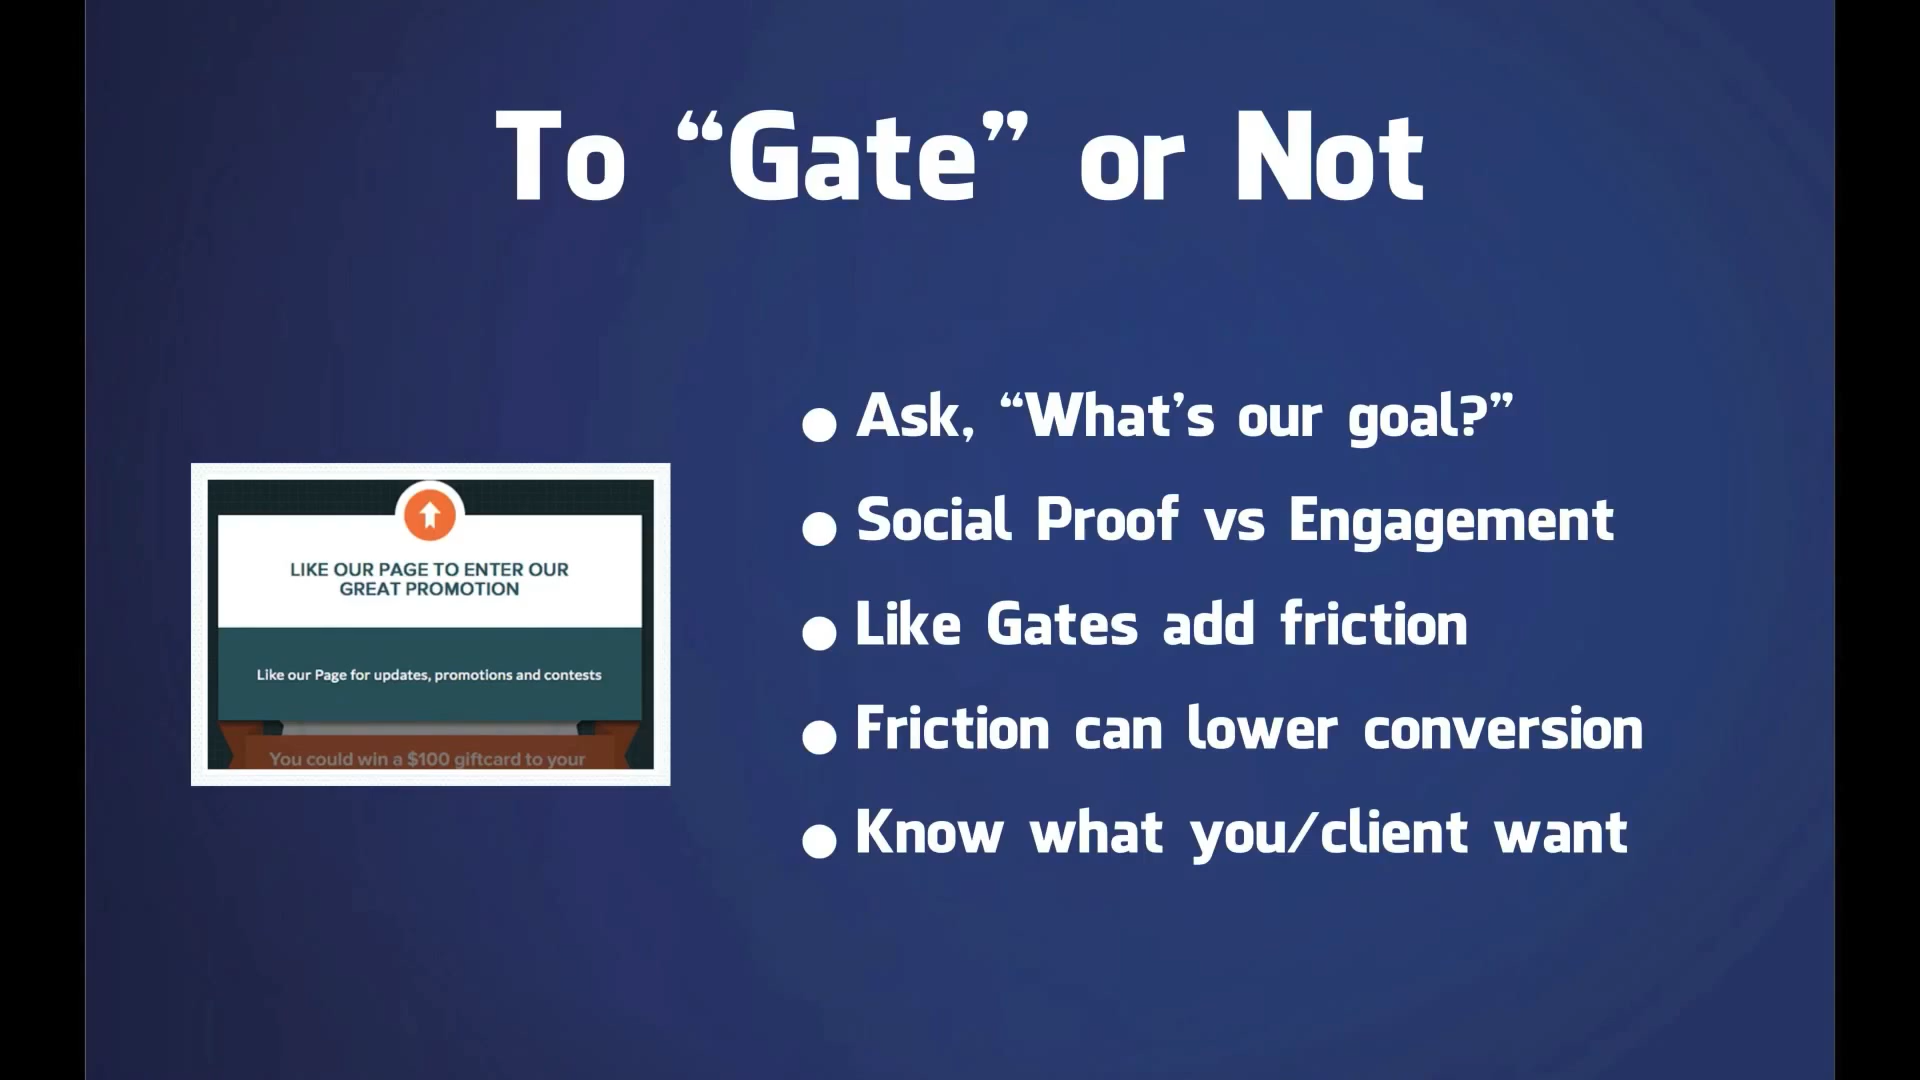 To “Gate” or Not
LIKE OUR PAGE TO ENTER OUR
GREAT PROMOTION
Like our Page for updates, promotions and contests
You could win a $100 giftcard to your
Ask, “What’s our goal?”
Social Proof vs Engagement
Like Gates add friction
Friction can lower conversion
Know what you/client want